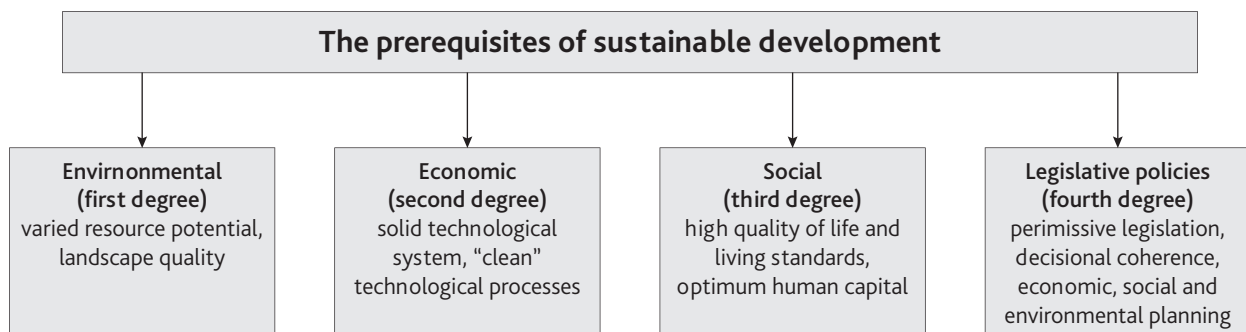 The prerequisites of sustainable development
Envirnonmental
(first degree)
varied resource potential,
landscape quality
Economic
(second degree)
solid technological
system, “clean”
technological processes
Social
(third degree)
high quality of life and
living standards,
optimum human capital
Legislative policies
(fourth degree)
perimissive legislation,
decisional coherence,
economic, social and
environmental planning